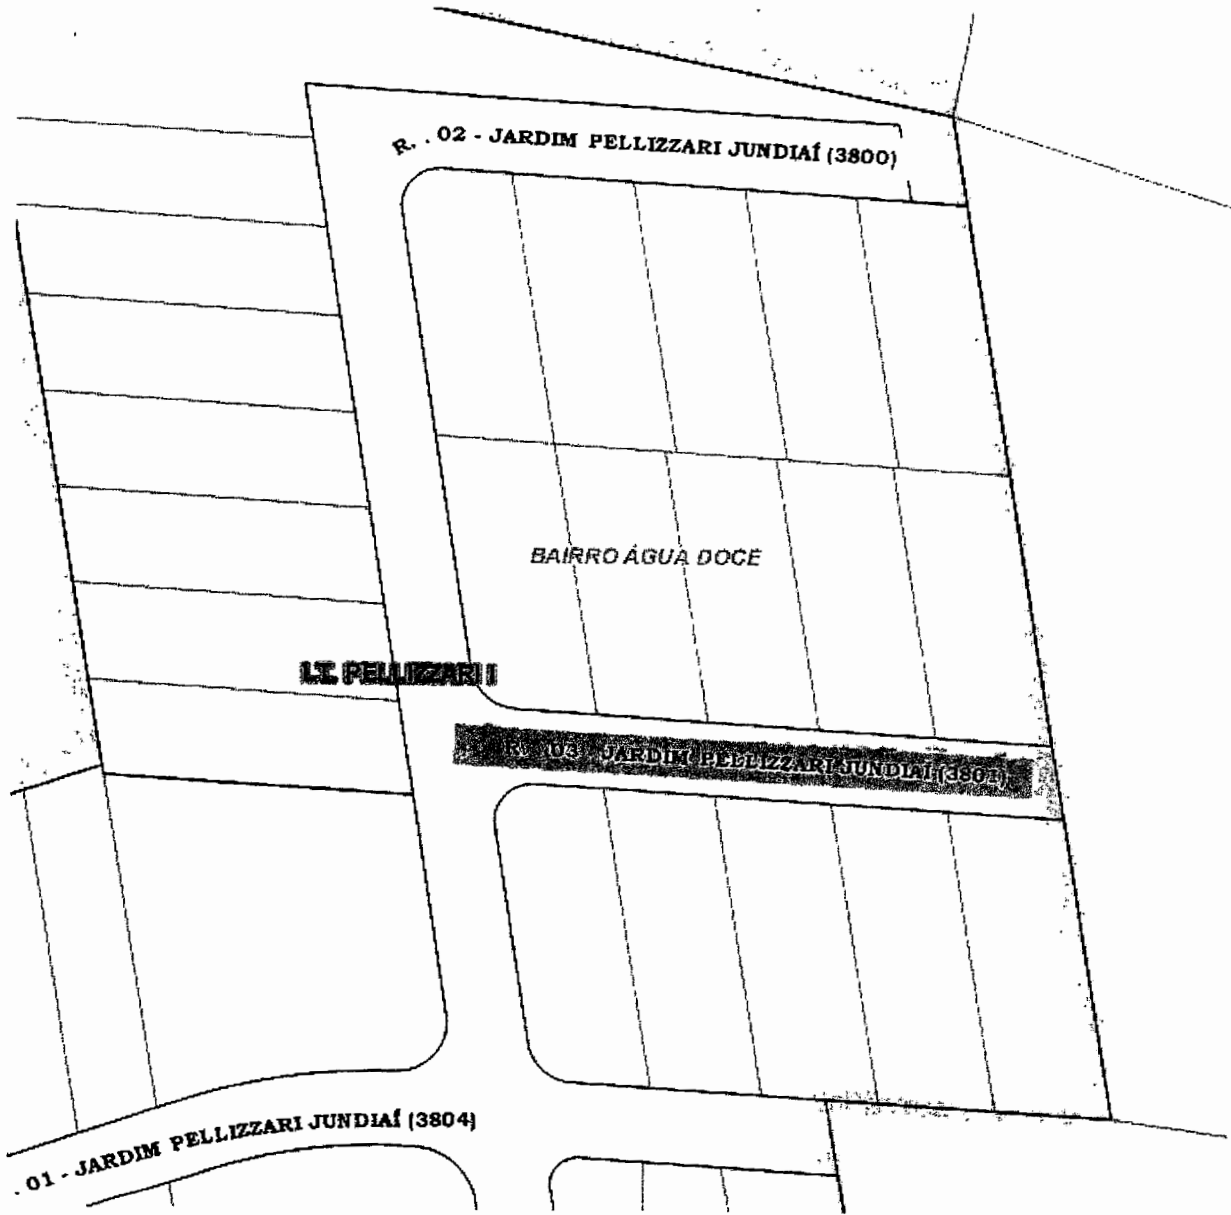 R. . 02 - JARDIM PELLIZZARI JUNDIAÍ (3800)
BAIRRO ÁGUA DOCE
LT. PELLIZZARI I
R. . 03 - JARDIM PELLIZZARI JUNDIAÍ (3801)
. 01 - JARDIM PELLIZZARI JUNDIAÍ (3804)